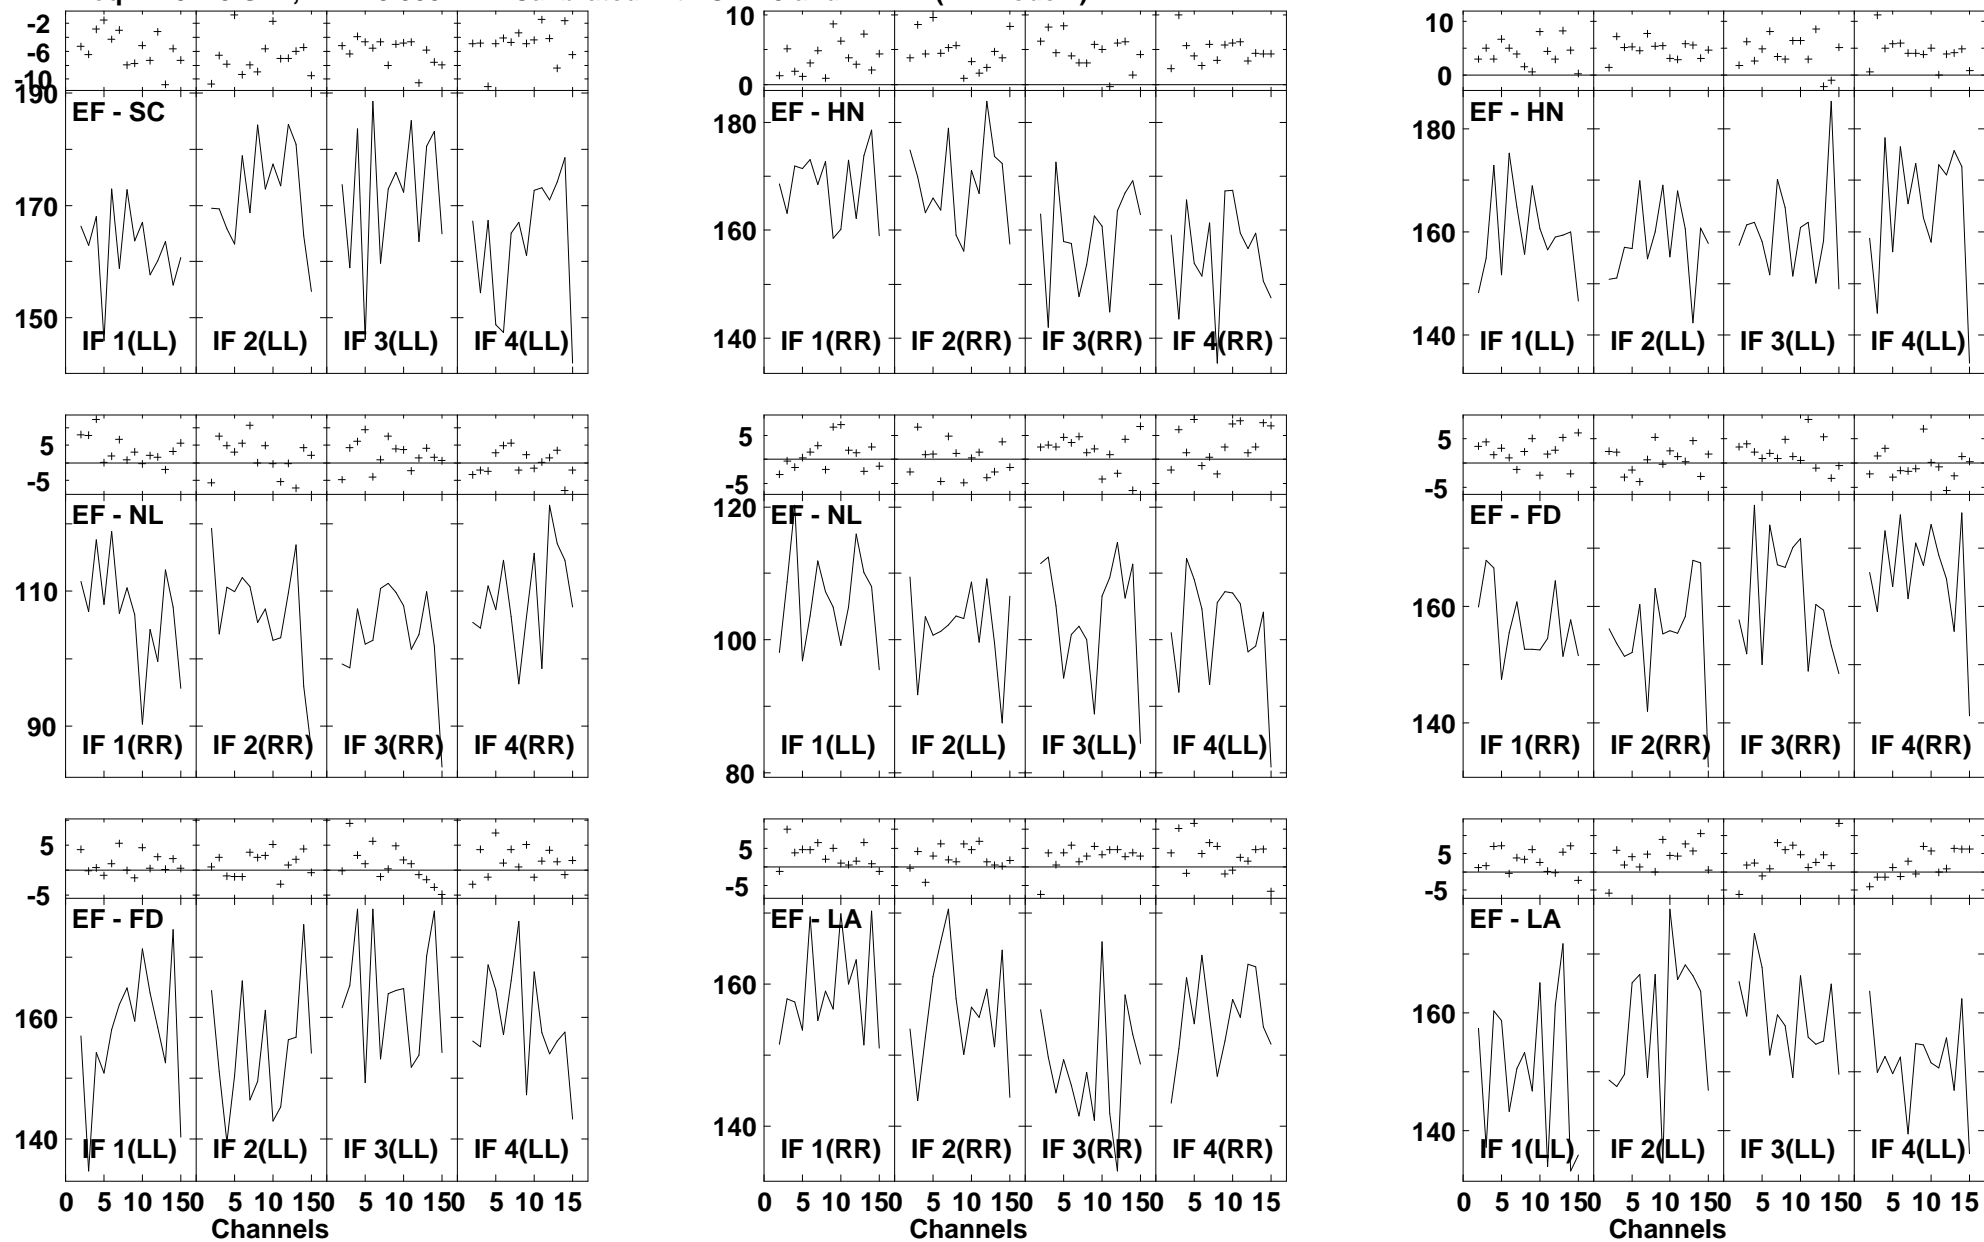 -2 10 10
-6
-10 0 0
190
EF - SC EF - HN EF - HN
180 180
170
160 160
150
140 140
IF 1(LL) IF 2(LL) IF 3(LL) IF 4(LL) IF 1(RR) IF 2(RR) IF 3(RR) IF 4(RR) IF 1(LL) IF 2(LL) IF 3(LL) IF 4(LL)
5 5 5
-5 -5 -5
EF - NL 120 EF - NL EF - FD
110 160
100
90 140
IF 1(RR) IF 2(RR) IF 3(RR) IF 4(RR) IF 1(LL) IF 2(LL) IF 3(LL) IF 4(LL) IF 1(RR) IF 2(RR) IF 3(RR) IF 4(RR)
80
5 5 5
-5 -5 -5
EF - FD EF - LA EF - LA
160 160 160
140 140 140
IF 1(LL) IF 2(LL) IF 3(LL) IF 4(LL) IF 1(RR) IF 2(RR) IF 3(RR) IF 4(RR) IF 1(LL) IF 2(LL) IF 3(LL) IF 4(LL)
0 5 10 150 5 10 150 5 10 150 5 10 15 0 5 10 150 5 10 150 5 10 150 5 10 15 0 5 10 150 5 10 150 5 10 150 5 10 15
Channels Channels Channels